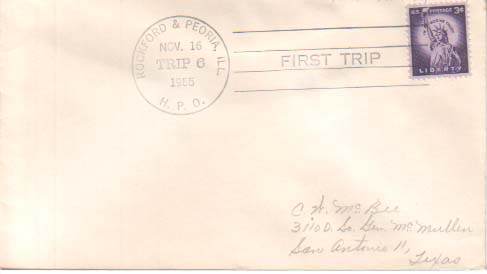 ROCKFORD & PEORIA, ILL.
NOV. 16
TRIP 6
1955
H. P. O.
FIRST TRIP
U.S. POSTAGE 3¢
LIBERTY
C. H. McBee
3110 D. So. Gen. McMullen
San Antonio 11,
Texas